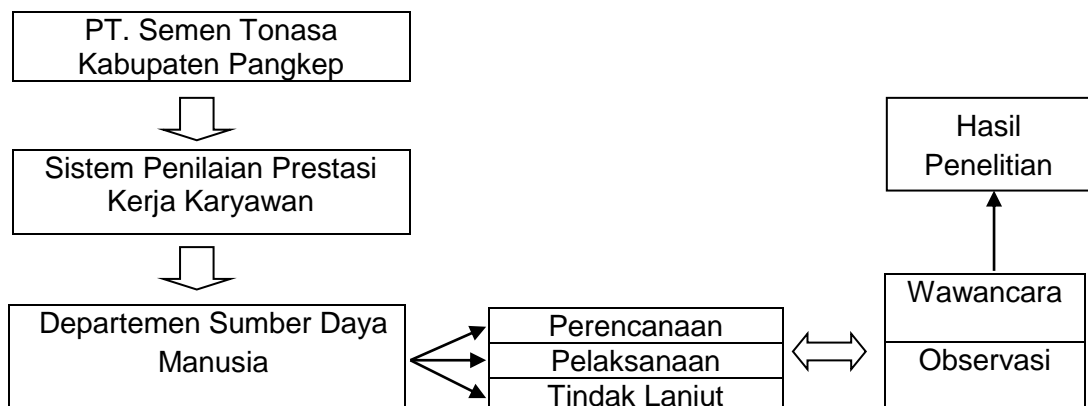 PT. Semen Tonasa
Kabupaten Pangkep
Sistem Penilaian Prestasi
Kerja Karyawan
Departemen Sumber Daya
Manusia
Perencanaan
Pelaksanaan
Tindak Lanjut
Wawancara
Observasi
Hasil
Penelitian